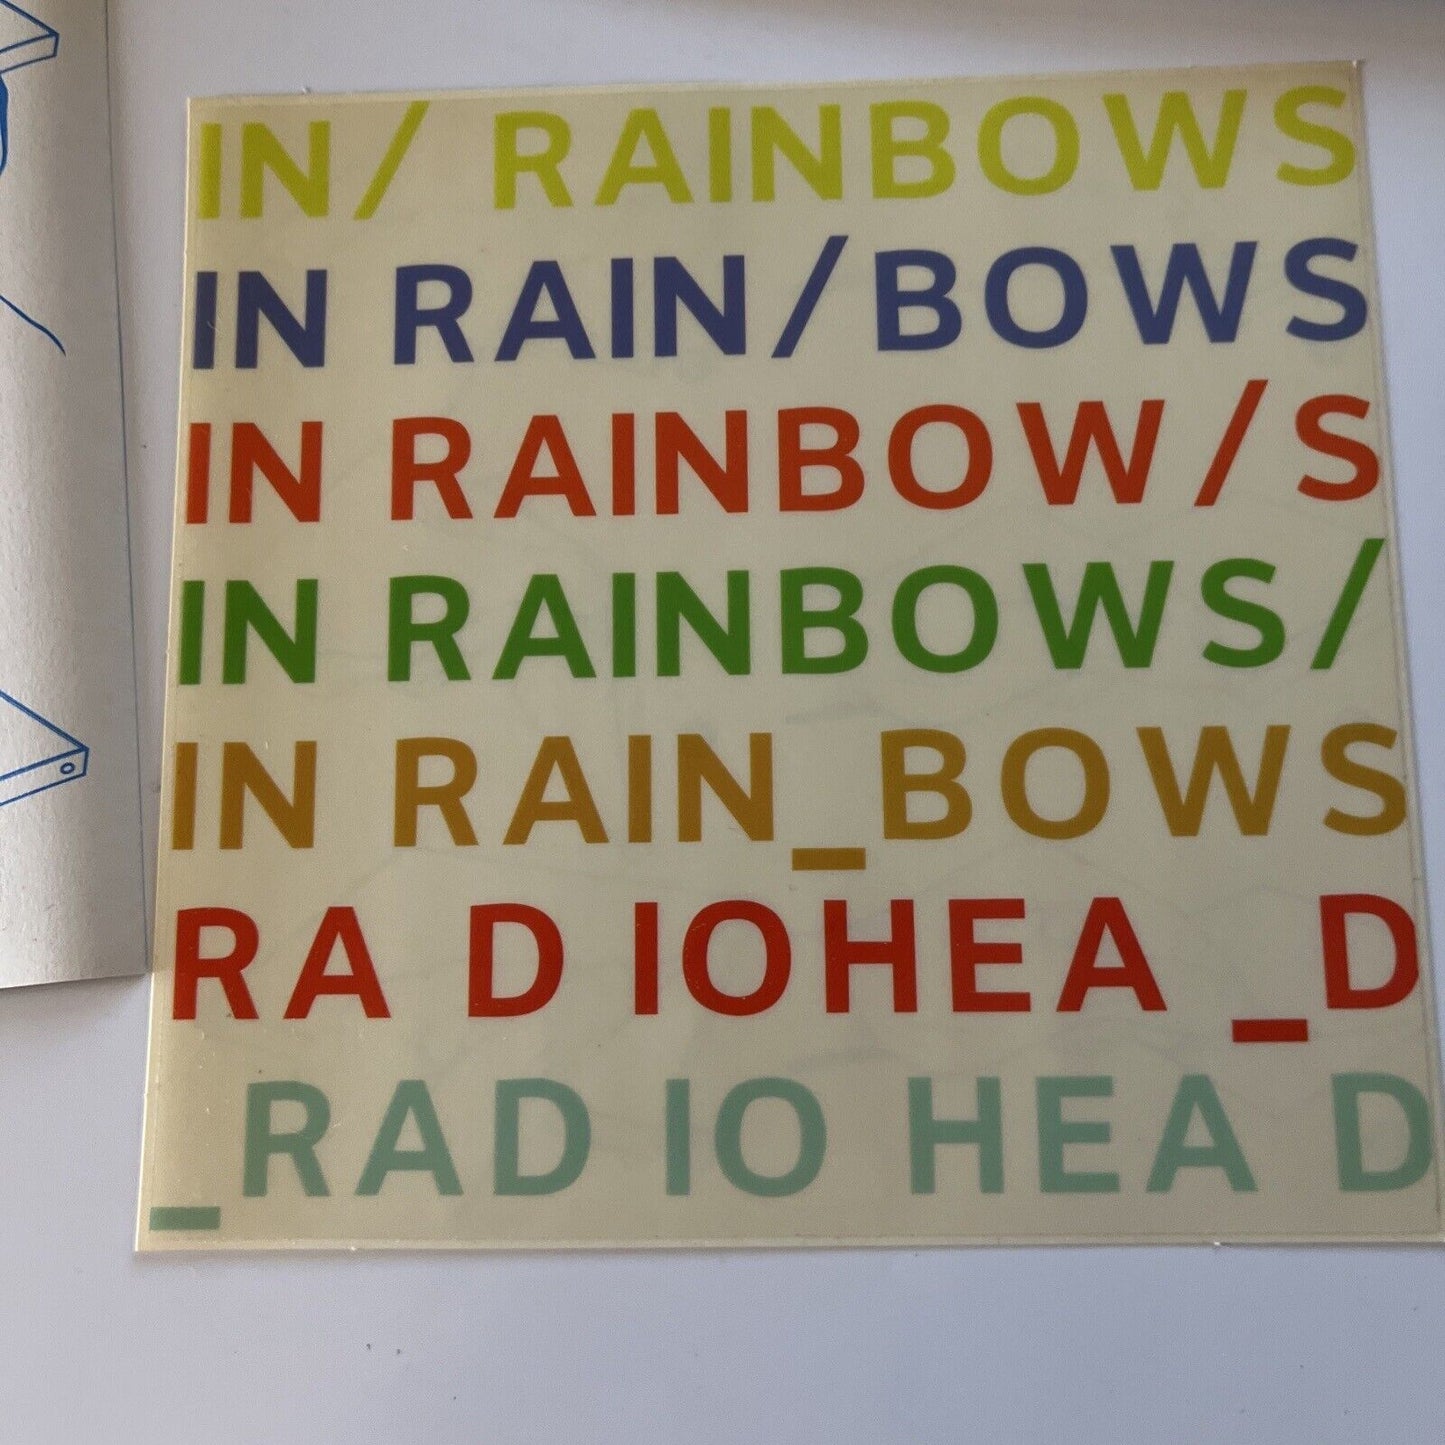 IN/ RAINBOWS
IN RAIN/BOWS
IN RAINBOW/S
IN RAINBOWS/
IN RAIN_BOWS
RA D IOHEA _D
_RAD IO HEA D